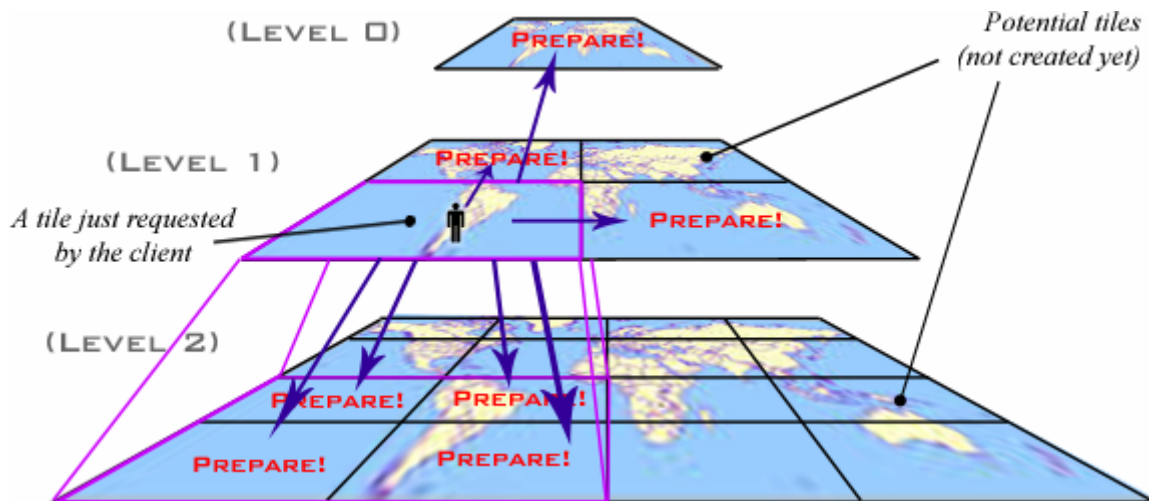 (LEVEL 0)
PREPARE!
Potential tiles
(not created yet)
(LEVEL 1)
PREPARE!
A tile just requested
by the client
PREPARE!
(LEVEL 2)
PREPARE!
PREPARE!
PREPARE!
PREPARE!